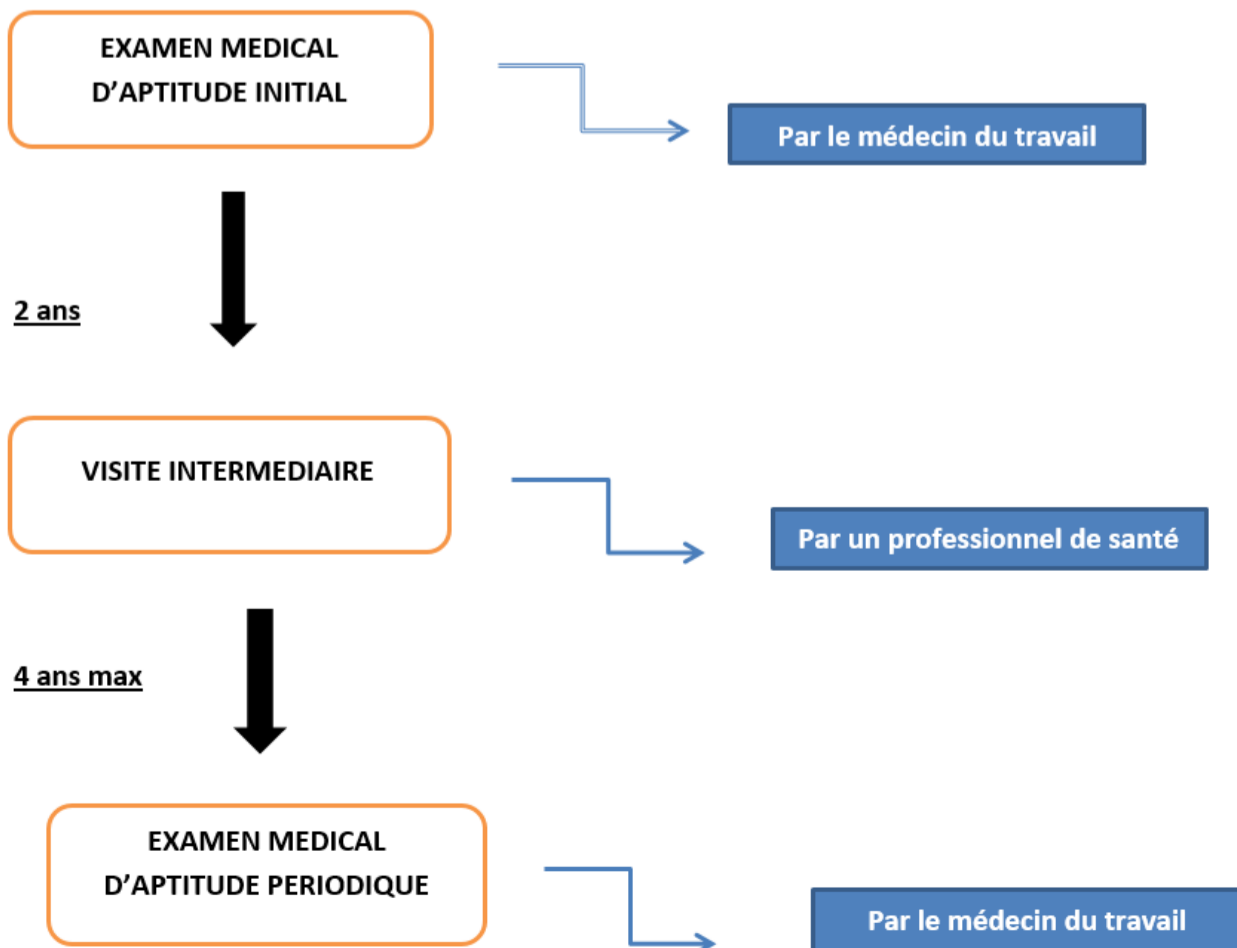 EXAMEN MEDICAL
D’APTITUDE INITIAL
Par le médecin du travail
2 ans
VISITE INTERMEDIAIRE
Par un professionnel de santé
4 ans max
EXAMEN MEDICAL
D’APTITUDE PERIODIQUE
Par le médecin du travail